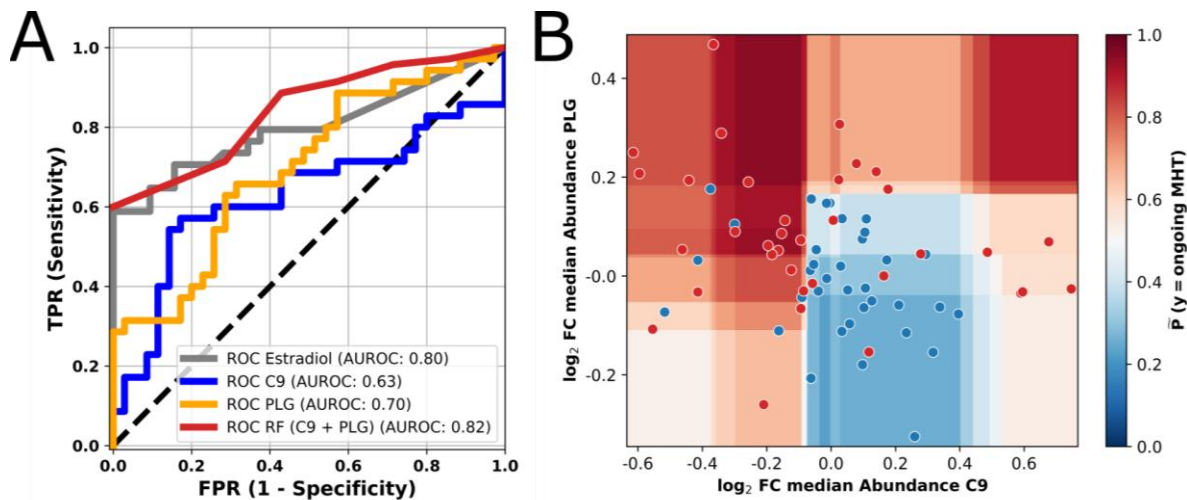 A
B
TPR (Sensitivity)
1.0
0.8
0.6
0.4
0.2
0.0
ROC Estradiol (AUROC: 0.80)
ROC C9 (AUROC: 0.63)
ROC PLG (AUROC: 0.70)
ROC RF (C9 + PLG) (AUROC: 0.82)
0.0 0.2 0.4 0.6 0.8 1.0
FPR (1 - Specificity)
log₂ FC median Abundance PLG
0.4
0.2
-0.0
-0.2
-0.6 -0.4 -0.2 0.0 0.2 0.4 0.6
log₂ FC median Abundance C9
1.0
0.8
0.6
0.4
0.2
0.0
P̃ (y = ongoing MHT)